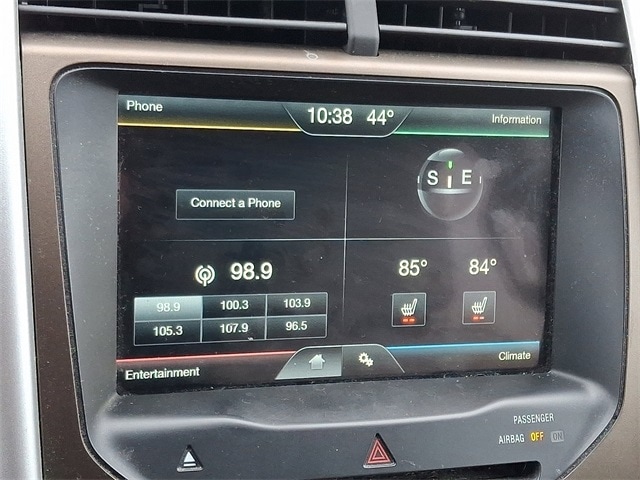 Phone
10:38 44°
Information
S E
Connect a Phone
98.9
85° 84°
98.9 100.3 103.9
105.3 107.9 96.5
Entertainment
Climate
PASSENGER
AIRBAG OFF ON